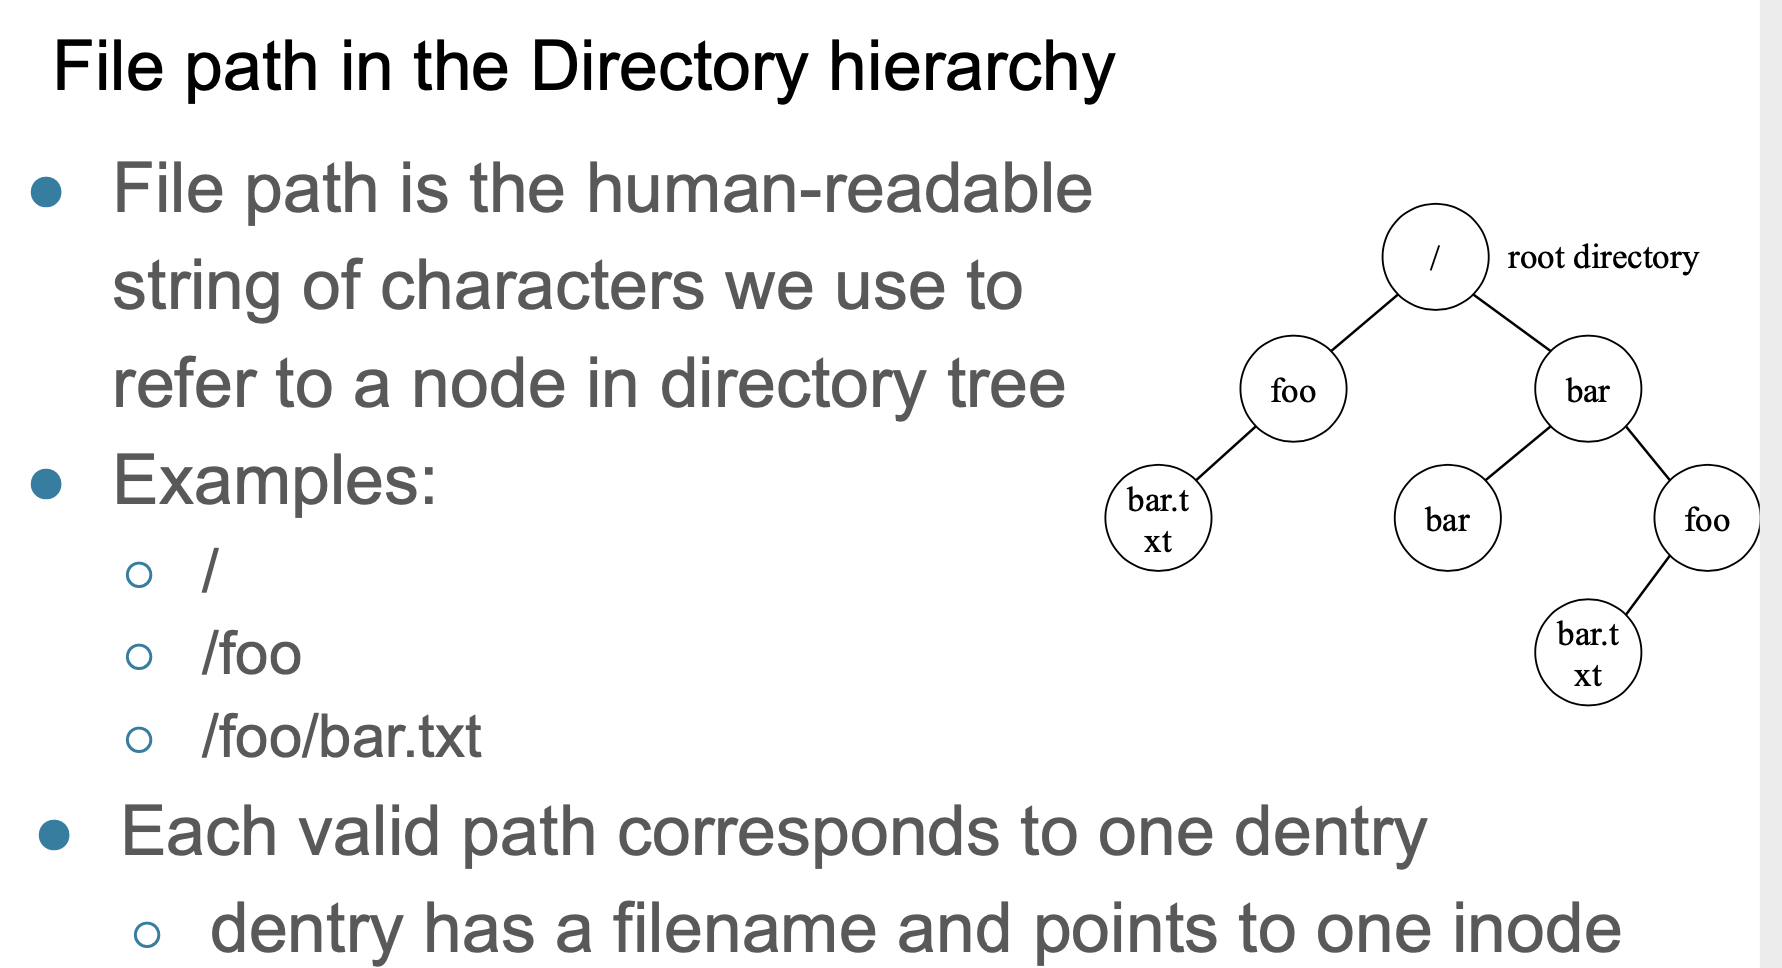 File path in the Directory hierarchy
● File path is the human-readable
string of characters we use to
refer to a node in directory tree
● Examples:
○ /
○ /foo
○ /foo/bar.txt
● Each valid path corresponds to one dentry
○ dentry has a filename and points to one inode
/ root directory
foo
bar
bar.t
xt
bar
foo
bar.t
xt